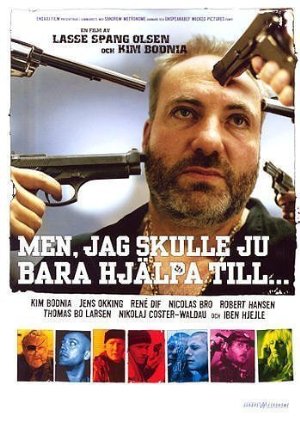 EN FILM AV
LASSE SPANG OLSEN
OCH KIM BODNIA
MEN, JAG SKULLE JU
BARA HJÄLPA TILL...
KIM BODNIA JENS OKKING RENÉ DIF NICOLAS BRO ROBERT HANSEN
THOMAS BO LARSEN NIKOLAJ COSTER-WALDAU OCH IBEN HJEJLE